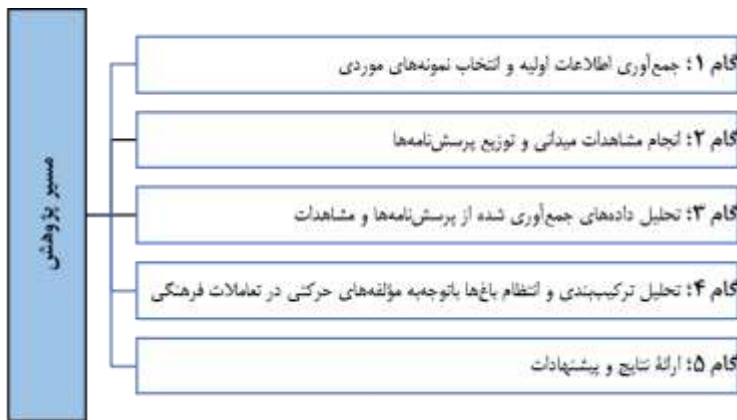 گام ۱؛ جمع‌آوری اطلاعات اولیه و انتخاب نمونه‌های موردی
گام ۲؛ انجام مشاهدات میدانی و توزیع پرسش‌نامه‌ها
گام ۳؛ تحلیل داده‌های جمع‌آوری شده از پرسش‌نامه‌ها و مشاهدات
گام ۴؛ تحلیل ترکیب‌بندی و انتظام باغ‌ها باتوجه‌به مؤلفه‌های حرکتی در تعاملات فرهنگی
گام ۵؛ ارائۀ نتایج و پیشنهادات
مسیر پژوهش